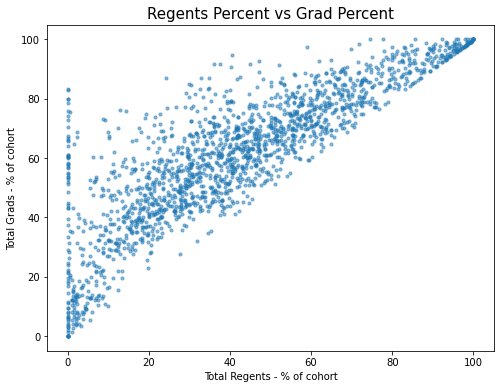 Regents Percent vs Grad Percent
Total Grads - % of cohort
100
80
60
40
20
0
0 20 40 60 80 100
Total Regents - % of cohort